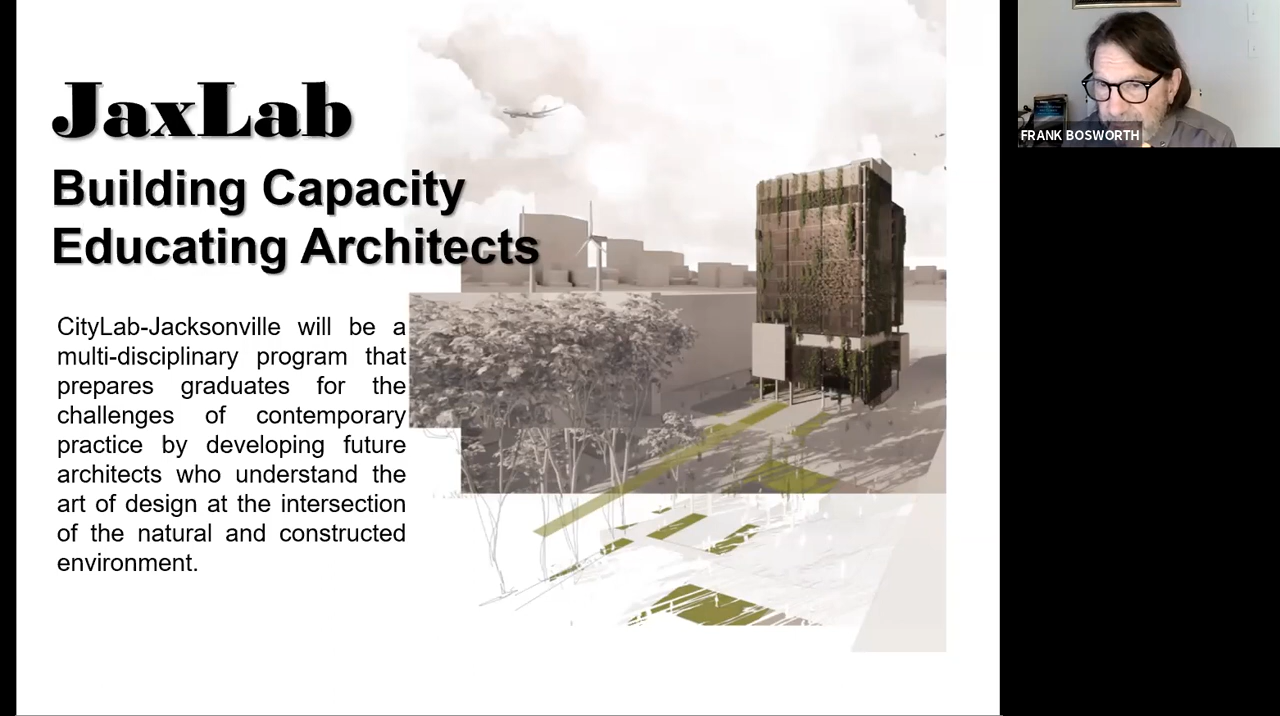 JaxLab
Building Capacity
Educating Architects
CityLab-Jacksonville will be a
multi-disciplinary program that
prepares graduates for the
challenges of contemporary
practice by developing future
architects who understand the
art of design at the intersection
of the natural and constructed
environment.
FRANK BOSWORTH